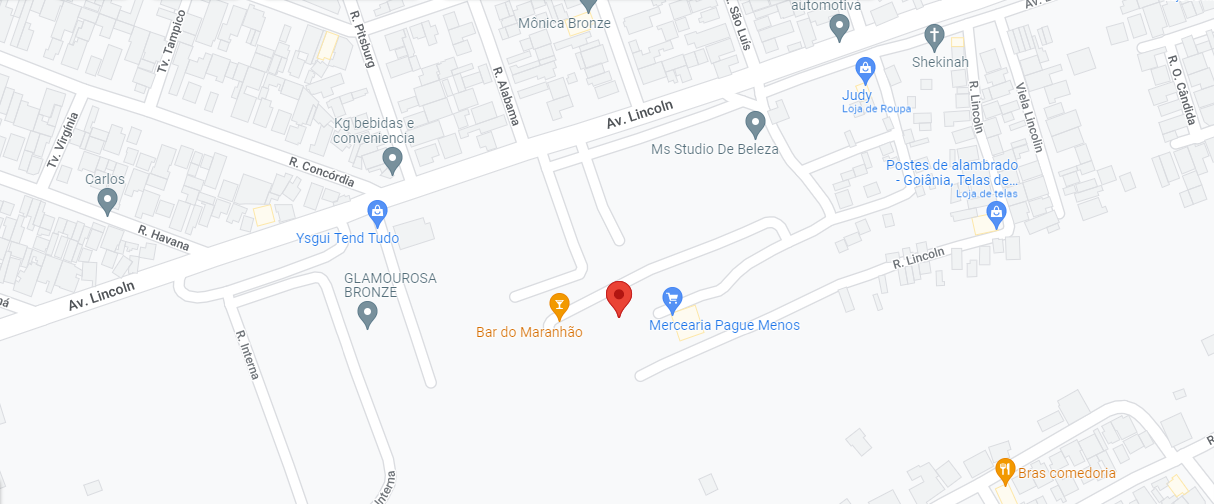 automotiva
Av. L
Mônica Bronze
R. São Luís
Tv. Tampico
R. Pitsburg
Shekinah
R. Alabama
Judy
Loja de Roupa
R. Lincoln
Viela Lincolin
R. O. Cândida
Av. Lincoln
Tv. Virgínia
Kg bebidas e
conveniencia
Ms Studio De Beleza
R. Concórdia
Postes de alambrado
- Goiânia, Telas de...
Loja de telas
Carlos
R. Havana
Ysgui Tend Tudo
R. Lincoln
GLAMOUROSA
BRONZE
Av. Lincoln
pá
Bar do Maranhão
Mercearia Pague Menos
R. Interna
Bras comedoria
Interna
R